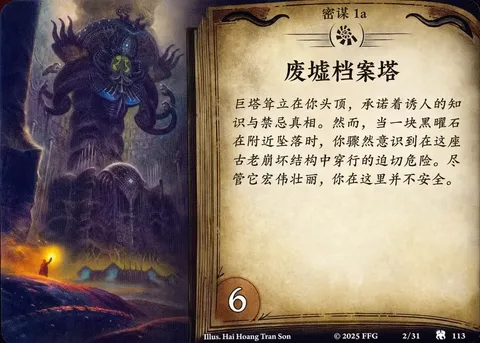 密谋 1a
废墟档案塔
巨塔耸立在你头顶，承诺着诱人的知
识与禁忌真相。然而，当一块黑曜石
在附近坠落时，你骤然意识到在这座
古老崩坏结构中穿行的迫切危险。尽
管它宏伟壮丽，你在这里并不安全。
6
Illus. Hai Hoang Tran Son © 2025 FFG 2/31 113